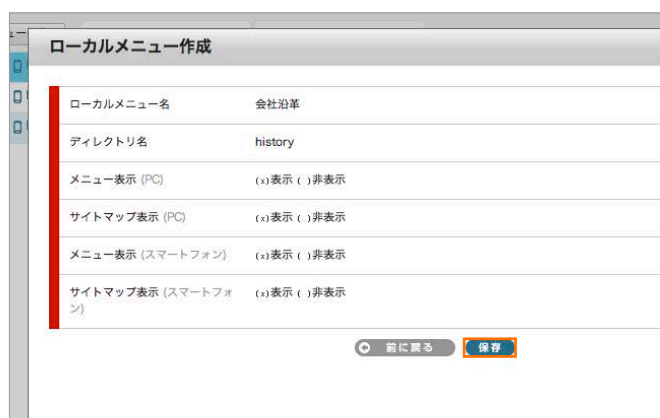 ローカルメニュー作成
ローカルメニュー名 会社沿革
ディレクトリ名 history
メニュー表示 (PC) (x)表示 ( )非表示
サイトマップ表示 (PC) (x)表示 ( )非表示
メニュー表示 (スマートフォン) (x)表示 ( )非表示
サイトマップ表示 (スマートフォ (x)表示 ( )非表示
ン)
前に戻る 保存